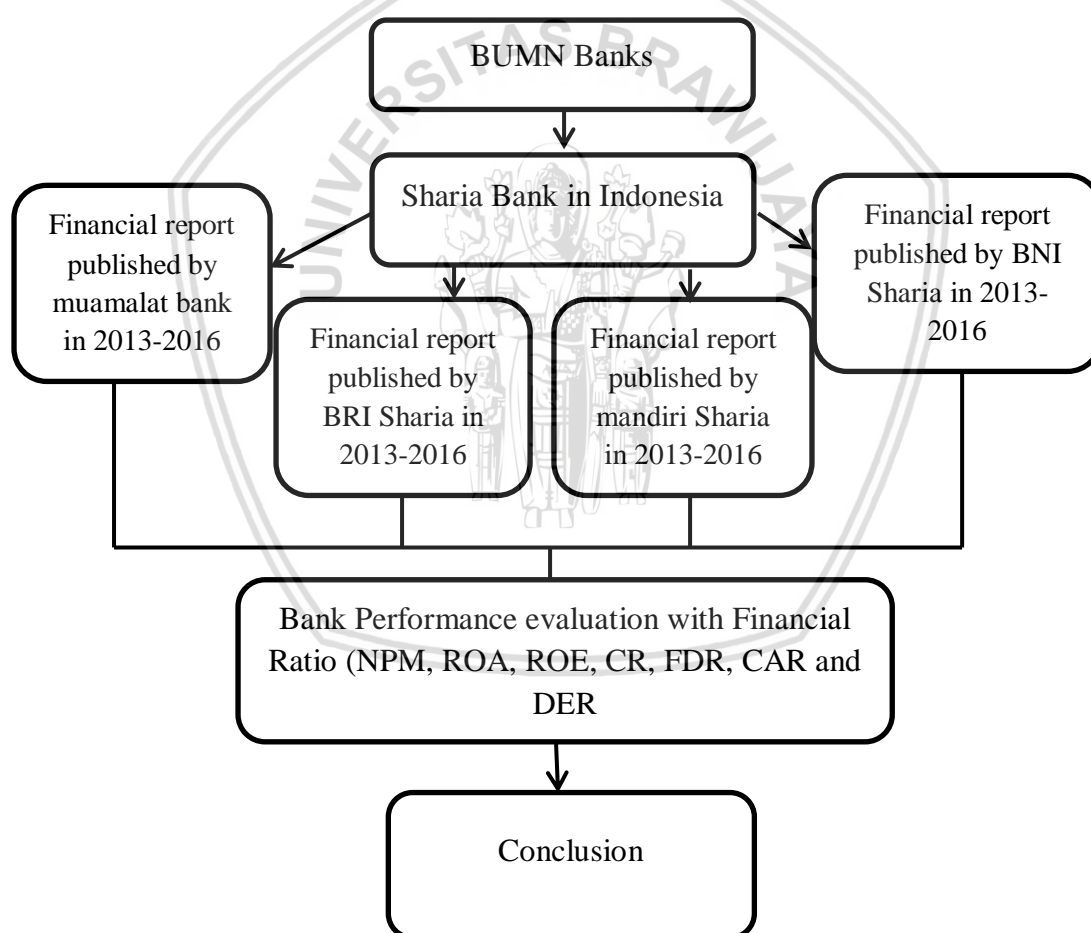 UNIVERSITAS BRAWIJAYA
BUMN Banks
Sharia Bank in Indonesia
Financial report
published by
muamalat bank
in 2013-2016
Financial report
published by
BRI Sharia in
2013-2016
Financial report
published by
mandiri Sharia
in 2013-2016
Financial report
published by BNI
Sharia in 2013-
2016
Bank Performance evaluation with Financial
Ratio (NPM, ROA, ROE, CR, FDR, CAR and
DER
Conclusion